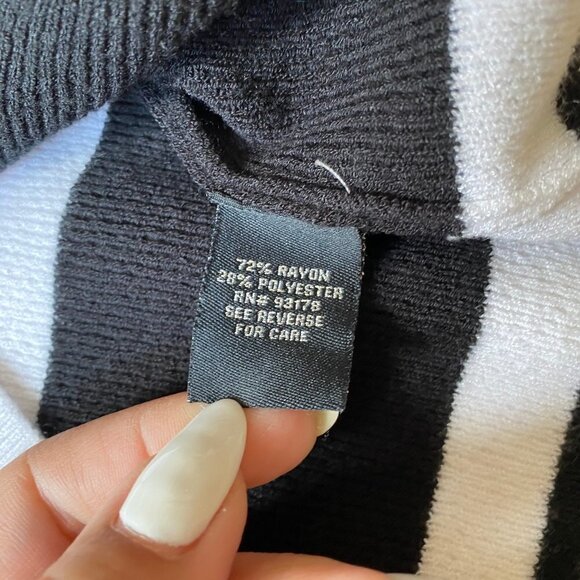 72% RAYON
28% POLYESTER
RN# 93178
SEE REVERSE
FOR CARE